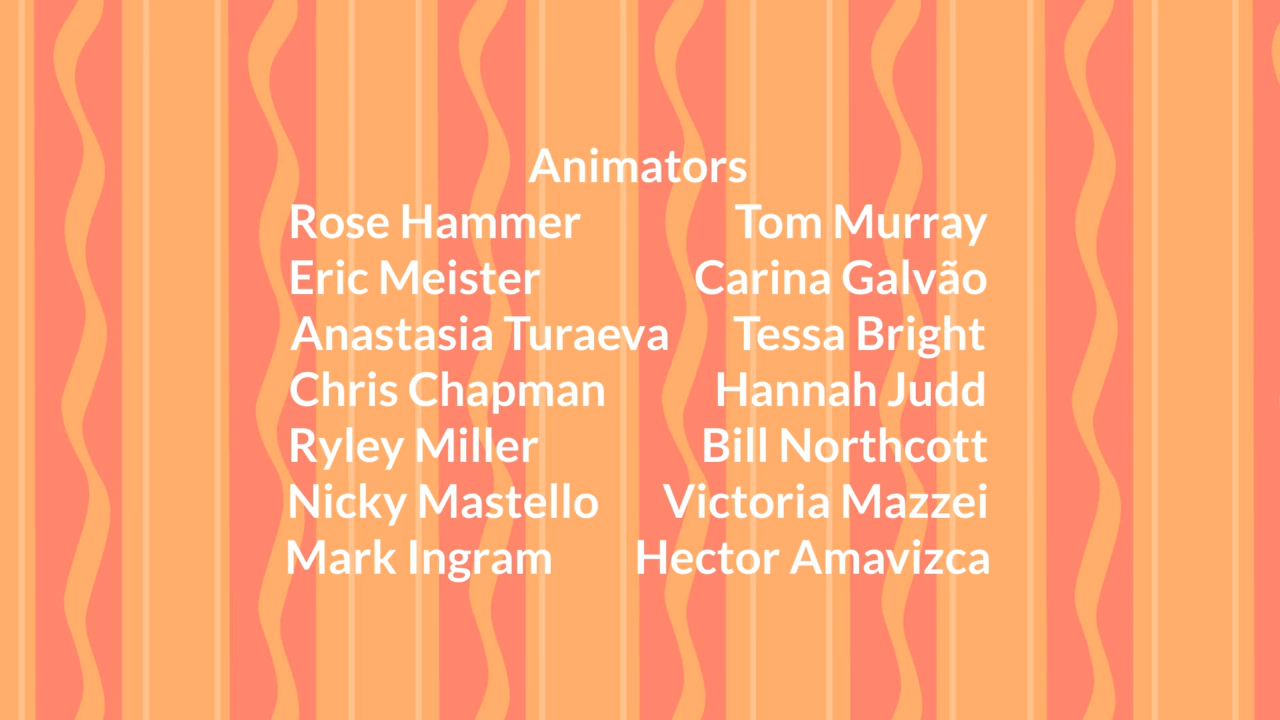 Animators
Rose Hammer Tom Murray
Eric Meister Carina Galvão
Anastasia Turaeva Tessa Bright
Chris Chapman Hannah Judd
Ryley Miller Bill Northcott
Nicky Mastello Victoria Mazzei
Mark Ingram Hector Amavizca